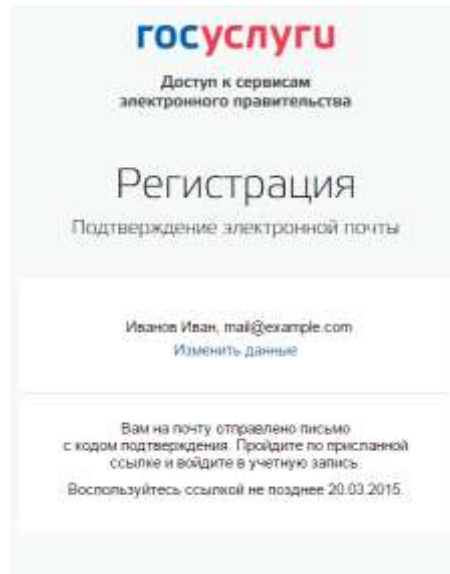 госуслуги
Доступ к сервисам
электронного правительства
Регистрация
Подтверждение электронной почты
Иванов Иван, mail@example.com
Изменить данные
Вам на почту отправлено письмо
с кодом подтверждения. Пройдите по присланной
ссылке и войдите в учетную запись.
Воспользуйтесь ссылкой не позднее 20.03.2015.